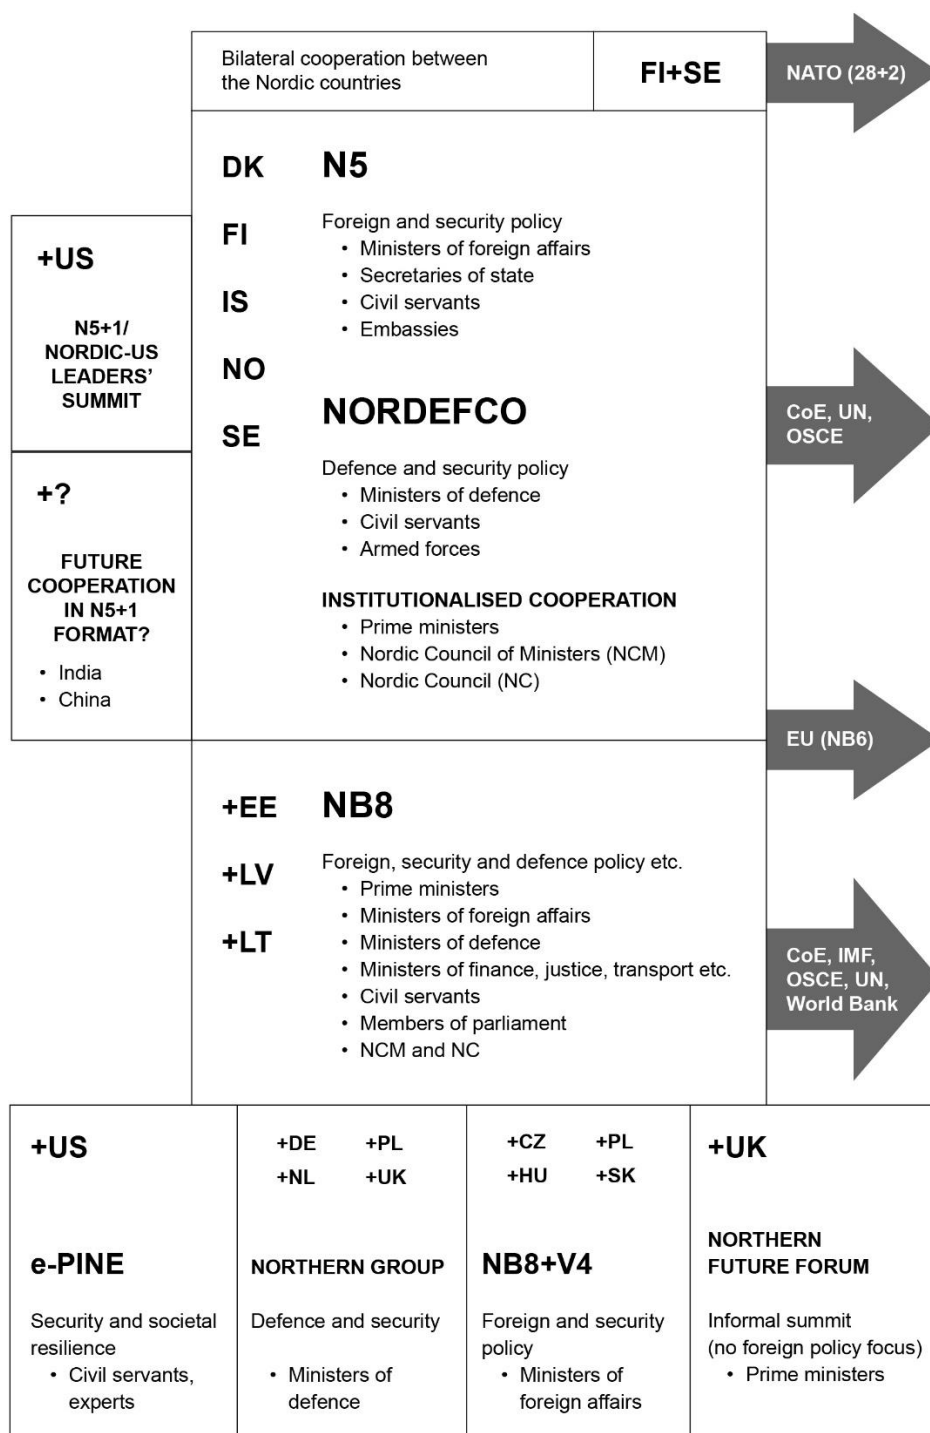 Bilateral cooperation between
the Nordic countries
FI+SE
NATO (28+2)
DK
FI
IS
NO
SE
N5
Foreign and security policy
• Ministers of foreign affairs
• Secretaries of state
• Civil servants
• Embassies
NORDEFCO
Defence and security policy
• Ministers of defence
• Civil servants
• Armed forces
INSTITUTIONALISED COOPERATION
• Prime ministers
• Nordic Council of Ministers (NCM)
• Nordic Council (NC)
+US
N5+1/
NORDIC-US
LEADERS’
SUMMIT
+?
FUTURE
COOPERATION
IN N5+1
FORMAT?
• India
• China
CoE, UN,
OSCE
EU (NB6)
+EE
+LV
+LT
NB8
Foreign, security and defence policy etc.
• Prime ministers
• Ministers of foreign affairs
• Ministers of defence
• Ministers of finance, justice, transport etc.
• Civil servants
• Members of parliament
• NCM and NC
CoE, IMF,
OSCE, UN,
World Bank
+US
e-PINE
Security and societal
resilience
• Civil servants,
experts
+DE +PL
+NL +UK
NORTHERN GROUP
Defence and security
• Ministers of
defence
+CZ +PL
+HU +SK
NB8+V4
Foreign and security
policy
• Ministers of
foreign affairs
+UK
NORTHERN
FUTURE FORUM
Informal summit
(no foreign policy focus)
• Prime ministers